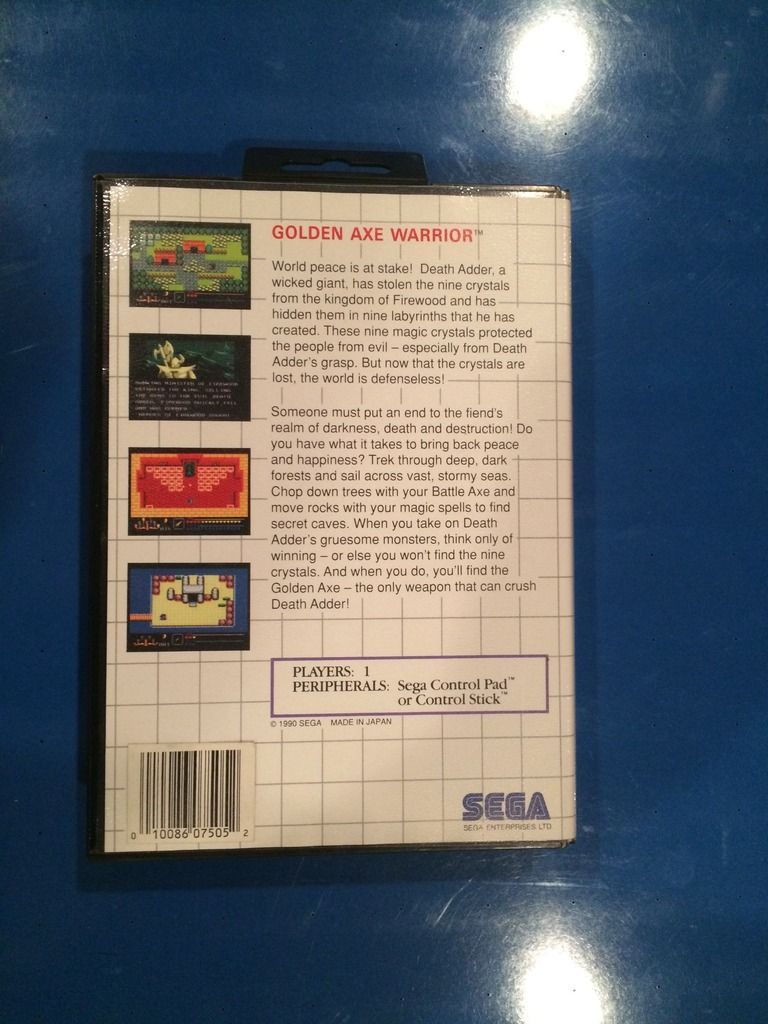 GOLDEN AXE WARRIOR™
World peace is at stake! Death Adder, a
wicked giant, has stolen the nine crystals
from the kingdom of Firewood and has
hidden them in nine labyrinths that he has
created. These nine magic crystals protected
the people from evil – especially from Death
Adder's grasp. But now that the crystals are
lost, the world is defenseless!
Someone must put an end to the fiend's
realm of darkness, death and destruction! Do
you have what it takes to bring back peace
and happiness? Trek through deep, dark
forests and sail across vast, stormy seas.
Chop down trees with your Battle Axe and
move rocks with your magic spells to find
secret caves. When you take on Death
Adder's gruesome monsters, think only of
winning – or else you won't find the nine
crystals. And when you do, you'll find the
Golden Axe – the only weapon that can crush
Death Adder!
PLAYERS: 1
PERIPHERALS: Sega Control Pad™
or Control Stick™
© 1990 SEGA MADE IN JAPAN
0 10086 07505 2
SEGA
SEGA ENTERPRISES LTD